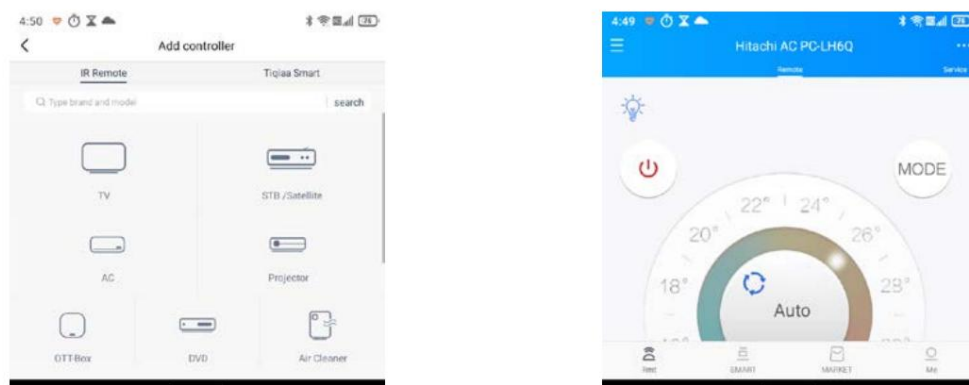 4:50
Add controller
IR Remote
Tiqiaa Smart
Type brand and model
search
TV
STB /Satellite
AC
Projector
OTT-Box
DVD
Air Cleaner
4:49
Hitachi AC PC-LH6Q
Remote
Service
MODE
22° 24°
20° 26°
18° 28°
Auto
SMART
MARKET
Me